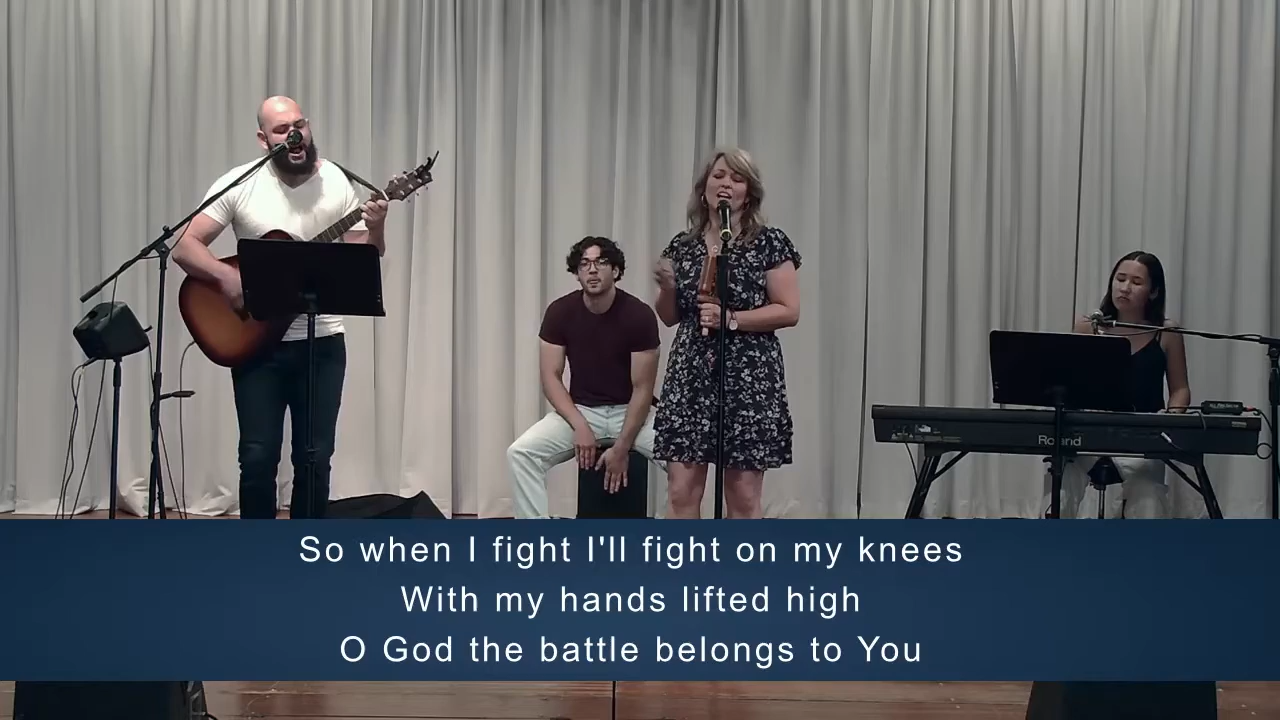 Roland
So when I fight I'll fight on my knees
With my hands lifted high
O God the battle belongs to You